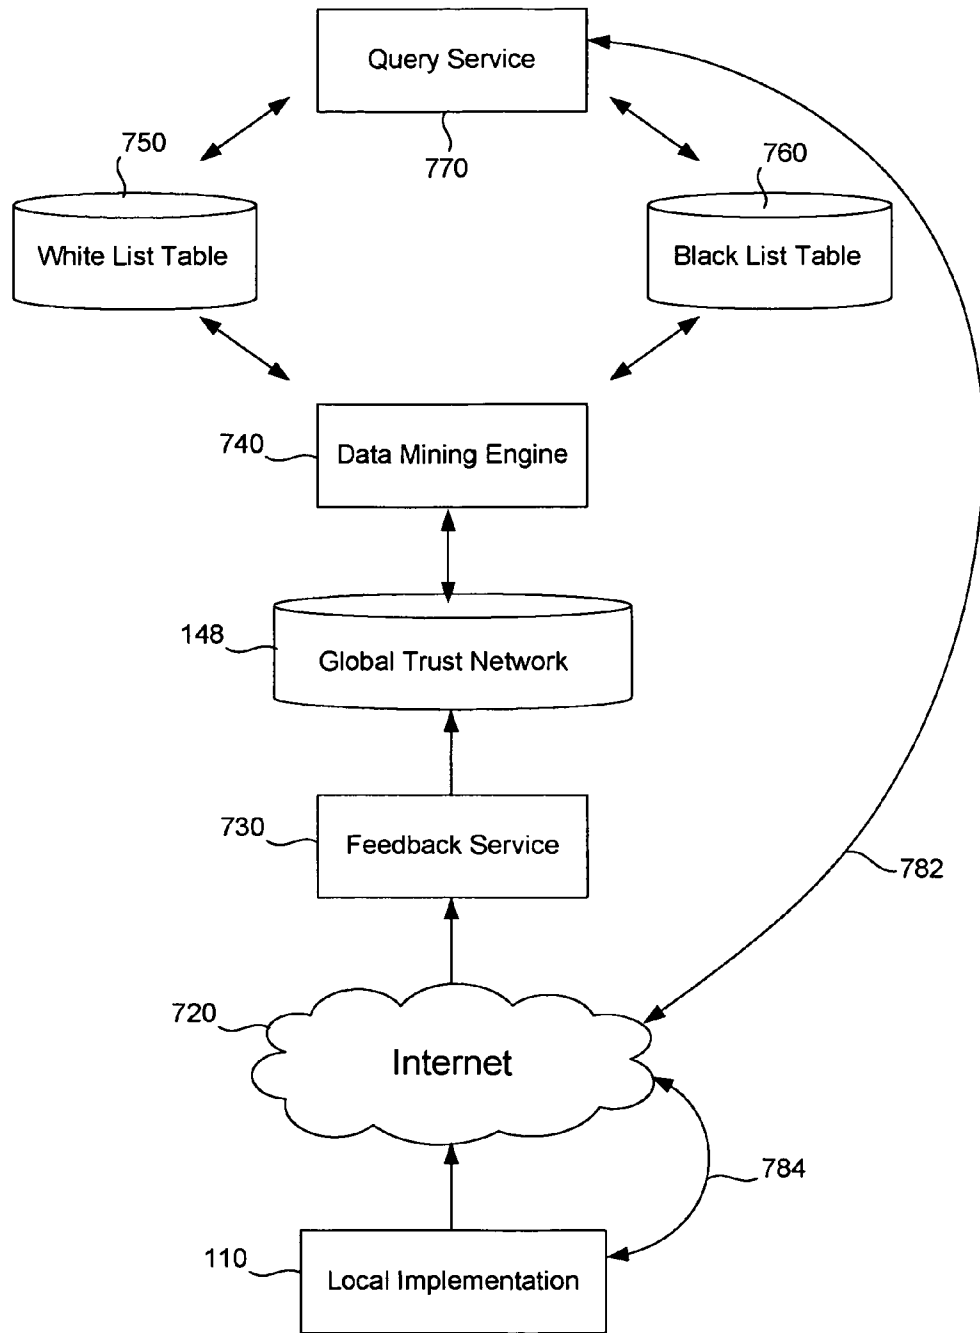 Query Service
770
750
760
White List Table
Black List Table
740
Data Mining Engine
148
Global Trust Network
730
Feedback Service
782
720
Internet
784
110
Local Implementation